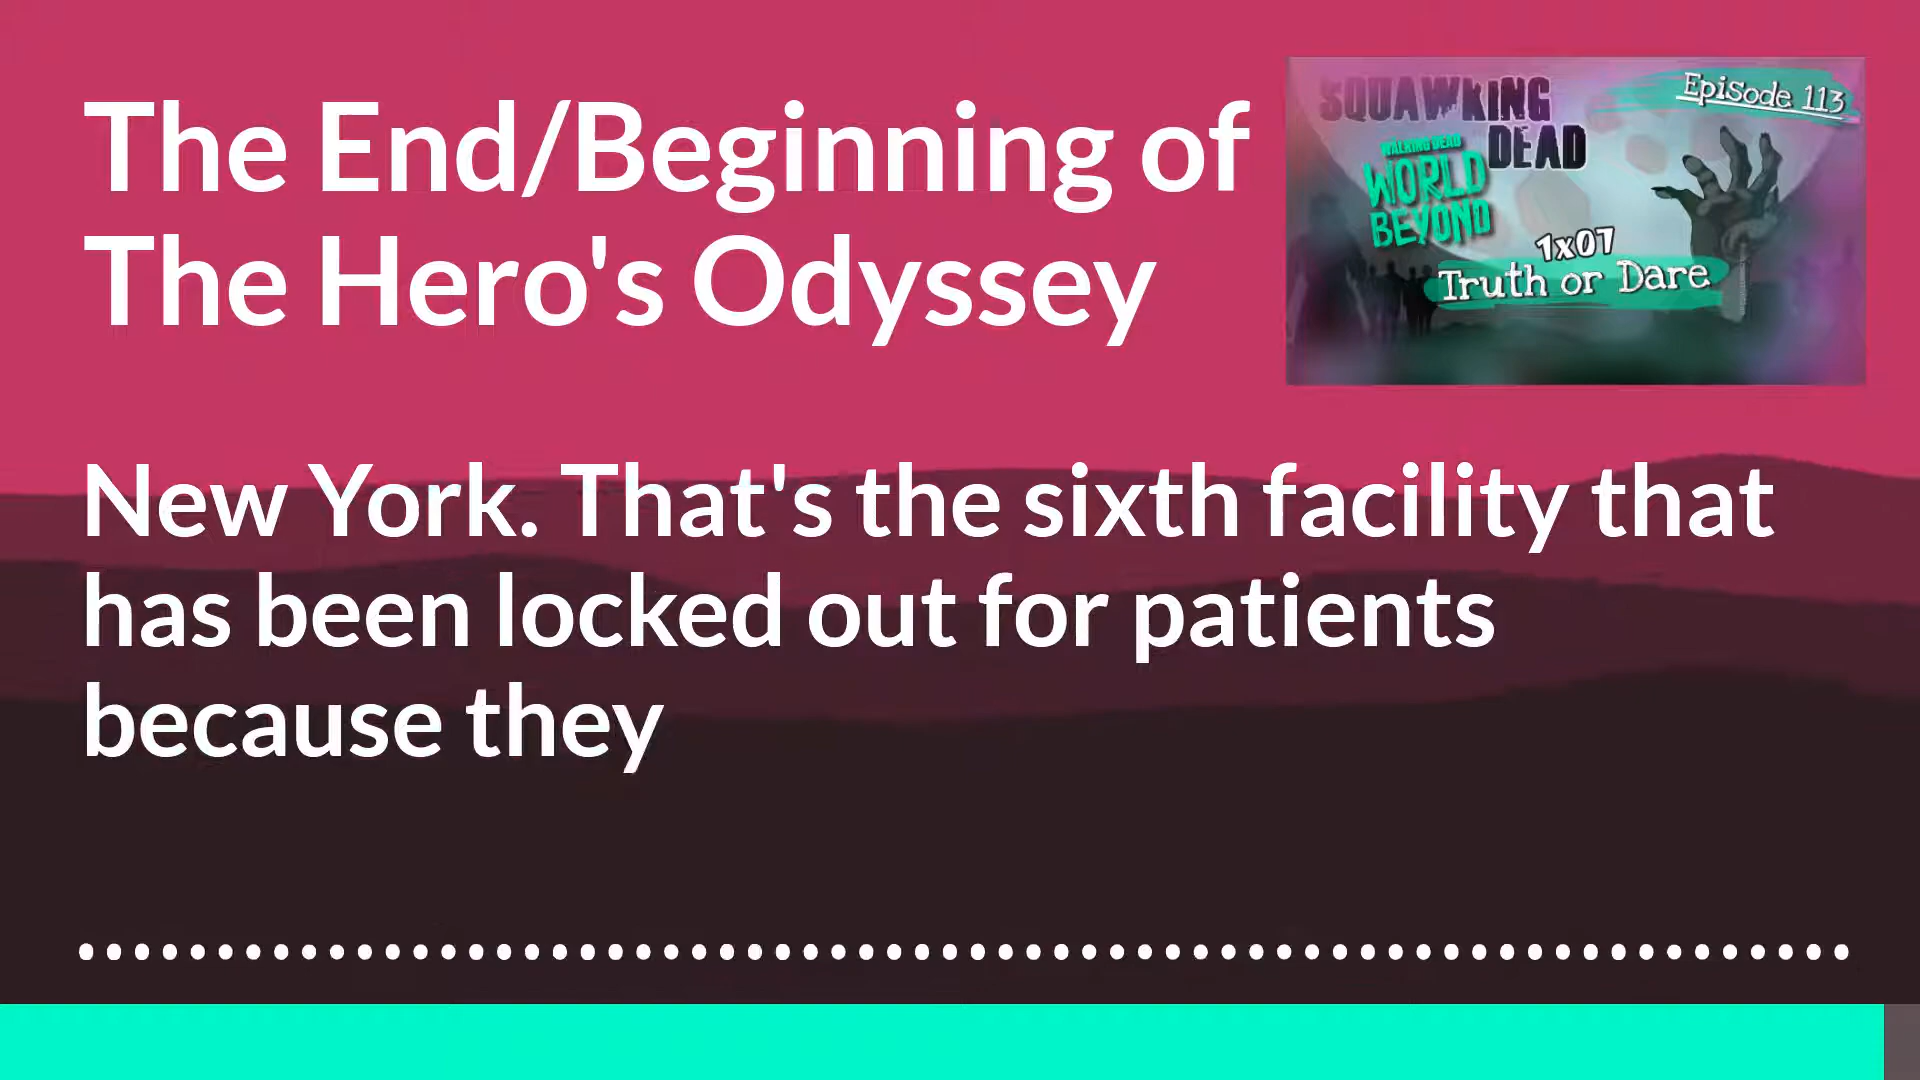 The End/Beginning of
The Hero's Odyssey
SQUAWKING
DEAD
Episode 113
WALKING DEAD
WORLD
BEYOND
1x07
Truth or Dare
New York. That's the sixth facility that
has been locked out for patients
because they